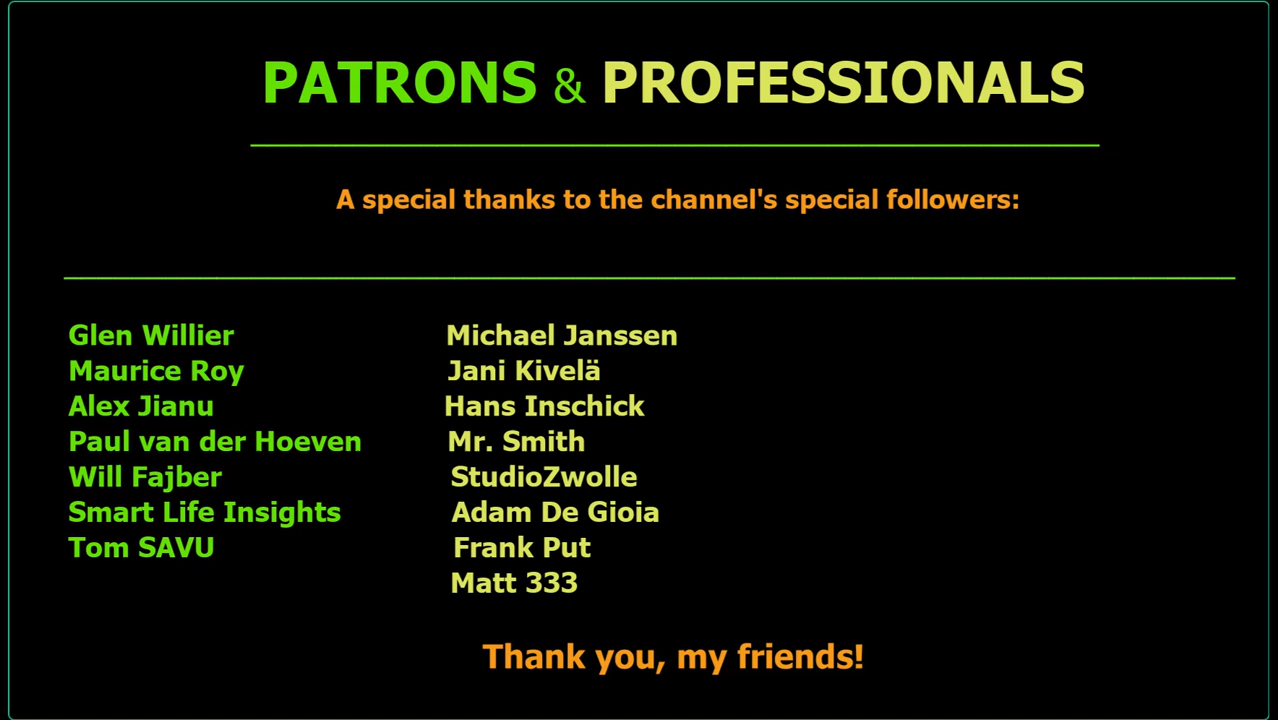 PATRONS & PROFESSIONALS
A special thanks to the channel's special followers:
Glen Willier
Maurice Roy
Alex Jianu
Paul van der Hoeven
Will Fajber
Smart Life Insights
Tom SAVU
Michael Janssen
Jani Kivelä
Hans Inschick
Mr. Smith
StudioZwolle
Adam De Gioia
Frank Put
Matt 333
Thank you, my friends!